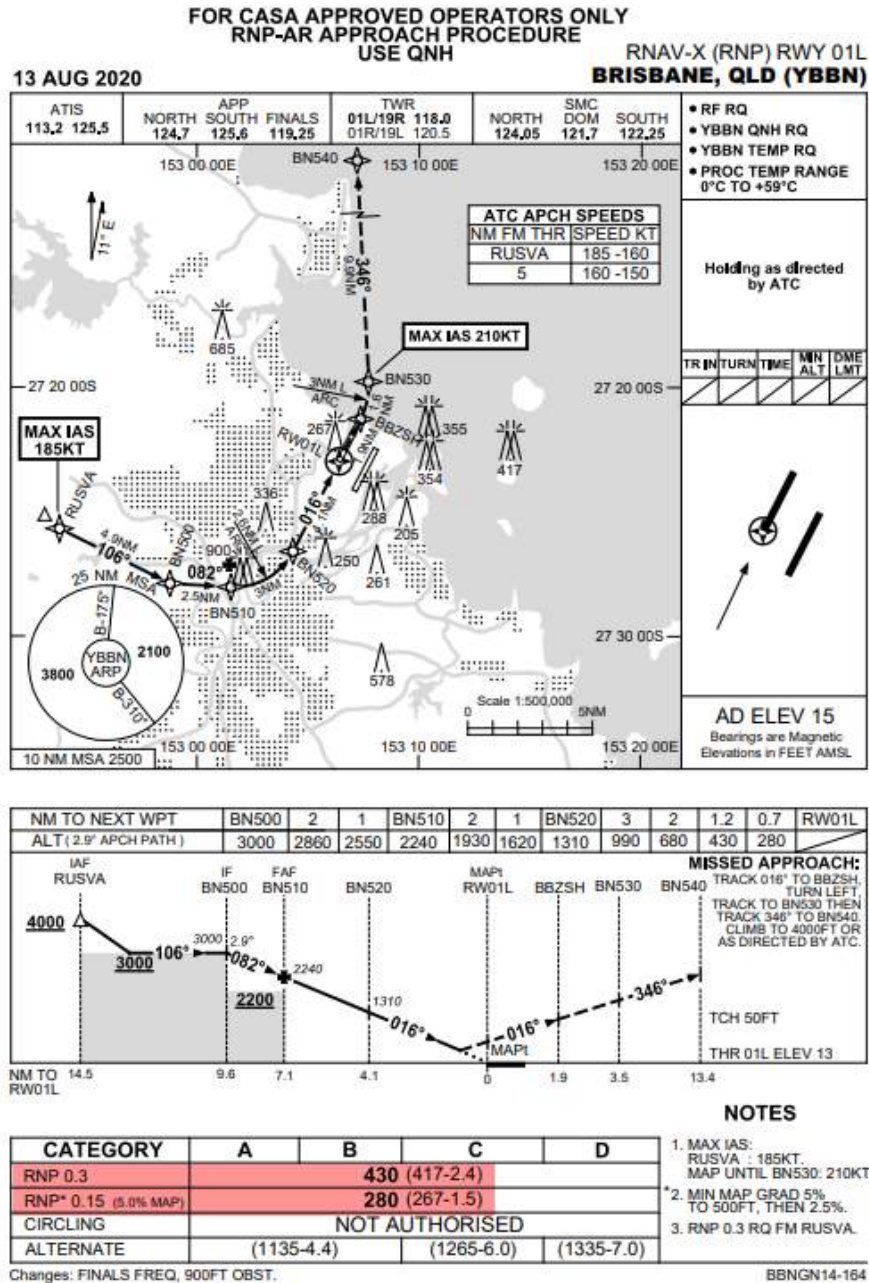 FOR CASA APPROVED OPERATORS ONLY
RNP-AR APPROACH PROCEDURE
USE QNH
RNAV-X (RNP) RWY 01L
13 AUG 2020
BRISBANE, QLD (YBBN)
ATIS
113.2 125.5
APP
NORTH SOUTH FINALS
124.7 125.6 119.25
TWR
01L/19R 118.0
01R/19L 120.5
SMC
NORTH DOM SOUTH
124.05 121.7 122.25
• RF RQ
• YBBN QNH RQ
• YBBN TEMP RQ
• PROC TEMP RANGE
0°C TO +59°C
Holding as directed
by ATC
TR IN TURN TIME MIN ALT DME LMT
153 00 00E
BN540
153 10 00E
153 20 00E
11° E
ATC APCH SPEEDS
NM FM THR SPEED KT
RUSVA 185 -160
5 160 -150
346°
9.9NM
685
MAX IAS 210KT
27 20 00S
BN530
27 20 00S
3NM L
ARC
1.6
NM
BBZSH
267
RW01L
355
354
417
MAX IAS
185KT
RUSVA
4.9NM
106°
BN500
336
2.6NM L
ARC
016°
288
205
900
082°
2.5NM
BN510
3NM
BN520
250
261
25 NM MSA
B-175°
3800
YBBN
ARP
2100
B-310°
27 30 00S
578
Scale 1:500,000
0 5NM
10 NM MSA 2500
153 00 00E
153 10 00E
153 20 00E
AD ELEV 15
Bearings are Magnetic
Elevations in FEET AMSL
NM TO NEXT WPT BN500 2 1 BN510 2 1 BN520 3 2 1.2 0.7 RW01L
ALT ( 2.9° APCH PATH ) 3000 2860 2550 2240 1930 1620 1310 990 680 430 280
IAF
RUSVA
IF
BN500
FAF
BN510
BN520
MAPt
RW01L
BBZSH
BN530
BN540
MISSED APPROACH:
TRACK 016° TO BBZSH,
TURN LEFT,
TRACK TO BN530 THEN
TRACK 346° TO BN540.
CLIMB TO 4000FT OR
AS DIRECTED BY ATC.
4000
3000
106°
3000
2.9°
082°
2240
2200
1310
016°
MAPt
016°
346°
TCH 50FT
THR 01L ELEV 13
NM TO
RW01L
14.5 9.6 7.1 4.1 0 1.9 3.5 13.4
NOTES
1. MAX IAS:
RUSVA : 185KT.
MAP UNTIL BN530: 210KT
*2. MIN MAP GRAD 5%
TO 500FT, THEN 2.5%.
3. RNP 0.3 RQ FM RUSVA.
CATEGORY A B C D
RNP 0.3 430 (417-2.4)
RNP* 0.15 (5.0% MAP) 280 (267-1.5)
CIRCLING NOT AUTHORISED
ALTERNATE (1135-4.4) (1265-6.0) (1335-7.0)
Changes: FINALS FREQ, 900FT OBST.
BBNGN14-164